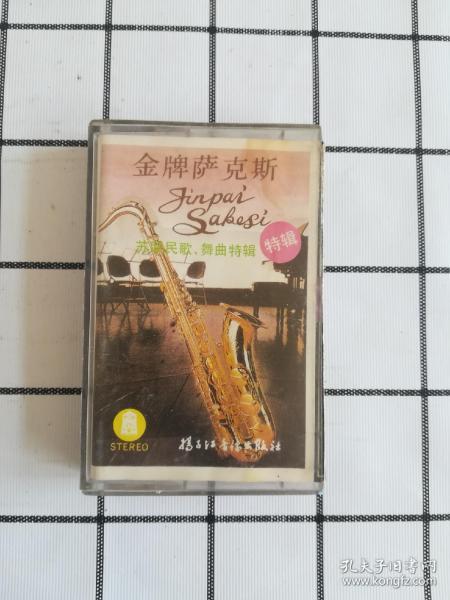 金牌萨克斯
Jinpai
Sakesi
苏联民歌、舞曲特辑
特辑
STEREO
扬子江音像出版社
孔夫子旧书网
www.kongfz.com